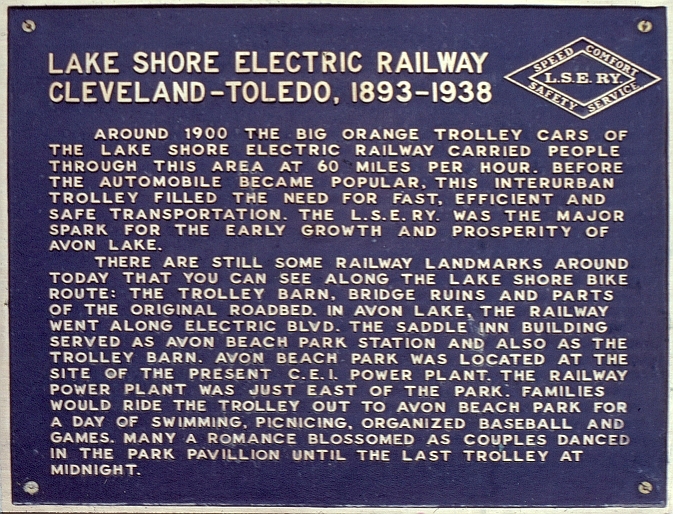 LAKE SHORE ELECTRIC RAILWAY
CLEVELAND-TOLEDO, 1893-1938
SPEED COMFORT
L.S.E.RY.
SAFETY SERVICE
AROUND 1900 THE BIG ORANGE TROLLEY CARS OF
THE LAKE SHORE ELECTRIC RAILWAY CARRIED PEOPLE
THROUGH THIS AREA AT 60 MILES PER HOUR. BEFORE
THE AUTOMOBILE BECAME POPULAR, THIS INTERURBAN
TROLLEY FILLED THE NEED FOR FAST, EFFICIENT AND
SAFE TRANSPORTATION. THE L.S.E.RY. WAS THE MAJOR
SPARK FOR THE EARLY GROWTH AND PROSPERITY OF
AVON LAKE.
THERE ARE STILL SOME RAILWAY LANDMARKS AROUND
TODAY THAT YOU CAN SEE ALONG THE LAKE SHORE BIKE
ROUTE: THE TROLLEY BARN, BRIDGE RUINS AND PARTS
OF THE ORIGINAL ROADBED. IN AVON LAKE, THE RAILWAY
WENT ALONG ELECTRIC BLVD. THE SADDLE INN BUILDING
SERVED AS AVON BEACH PARK STATION AND ALSO AS THE
TROLLEY BARN. AVON BEACH PARK WAS LOCATED AT THE
SITE OF THE PRESENT C.E.I. POWER PLANT. THE RAILWAY
POWER PLANT WAS JUST EAST OF THE PARK. FAMILIES
WOULD RIDE THE TROLLEY OUT TO AVON BEACH PARK FOR
A DAY OF SWIMMING, PICNICING, ORGANIZED BASEBALL AND
GAMES. MANY A ROMANCE BLOSSOMED AS COUPLES DANCED
IN THE PARK PAVILLION UNTIL THE LAST TROLLEY AT
MIDNIGHT.